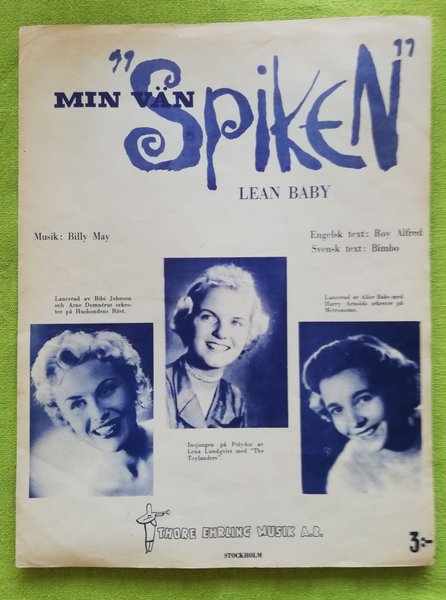 MIN VÄN
"SPIKEN"
LEAN BABY
Musik: Billy May
Engelsk text: Roy Alfred
Svensk text: Bimbo
Lancerad av Bibi Johnson
och Arne Domnérus orkes-
ter på Husbondens Röst.
Insjungen på Polydor av
Lena Lundqvist med "The
Toylanders".
Lancerad av Alice Babs med
Harry Arnolds orkester på
Metronome.
THORE EHRLING MUSIK A.B.
STOCKHOLM
3:-